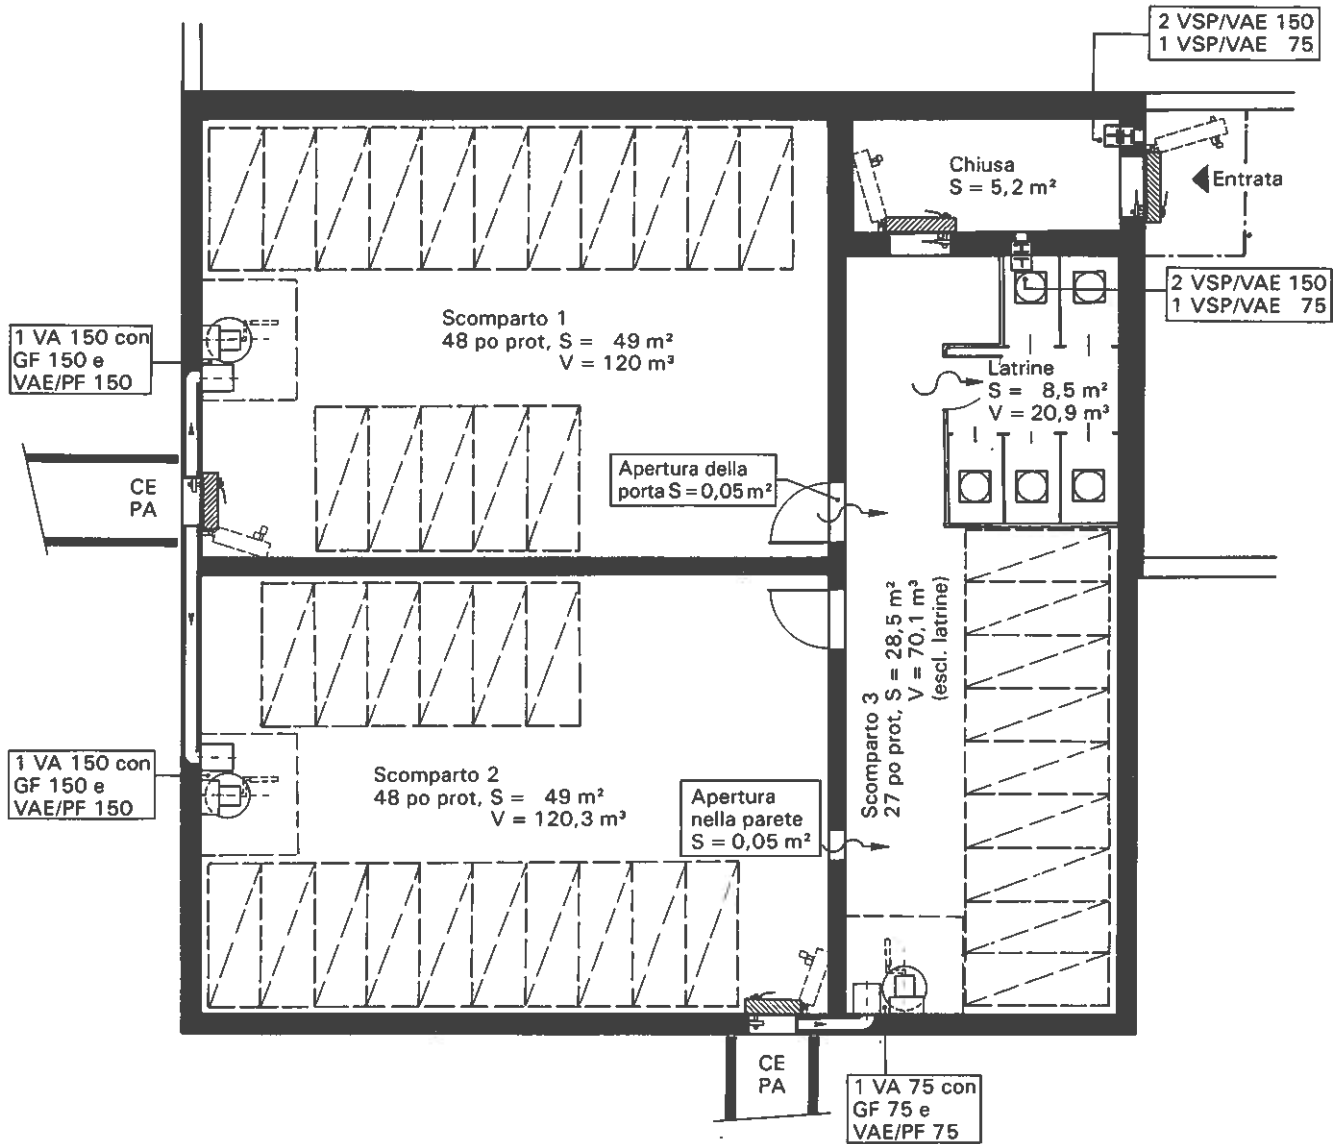 2 VSP/VAE 150
1 VSP/VAE 75
Chiusa
S = 5,2 m²
Entrata
2 VSP/VAE 150
1 VSP/VAE 75
Scomparto 1
48 po prot, S = 49 m²
V = 120 m³
1 VA 150 con
GF 150 e
VAE/PF 150
Latrine
S = 8,5 m²
V = 20,9 m³
Apertura della
porta S = 0,05 m²
CE
PA
Scomparto 3
27 po prot, S = 28,5 m²
V = 70,1 m³
(escl. latrine)
1 VA 150 con
GF 150 e
VAE/PF 150
Scomparto 2
48 po prot, S = 49 m²
V = 120,3 m³
Apertura
nella parete
S = 0,05 m²
CE
PA
1 VA 75 con
GF 75 e
VAE/PF 75